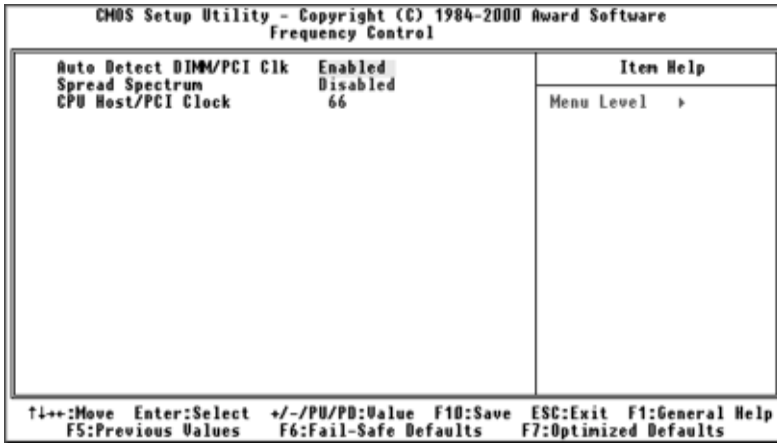 CMOS Setup Utility - Copyright (C) 1984-2000 Award Software
Frequency Control
Auto Detect DIMM/PCI Clk Enabled
Spread Spectrum Disabled
CPU Host/PCI Clock 66
Item Help
Menu Level ▸
↑↓→←:Move Enter:Select +/-/PU/PD:Value F10:Save ESC:Exit F1:General Help
F5:Previous Values F6:Fail-Safe Defaults F7:Optimized Defaults